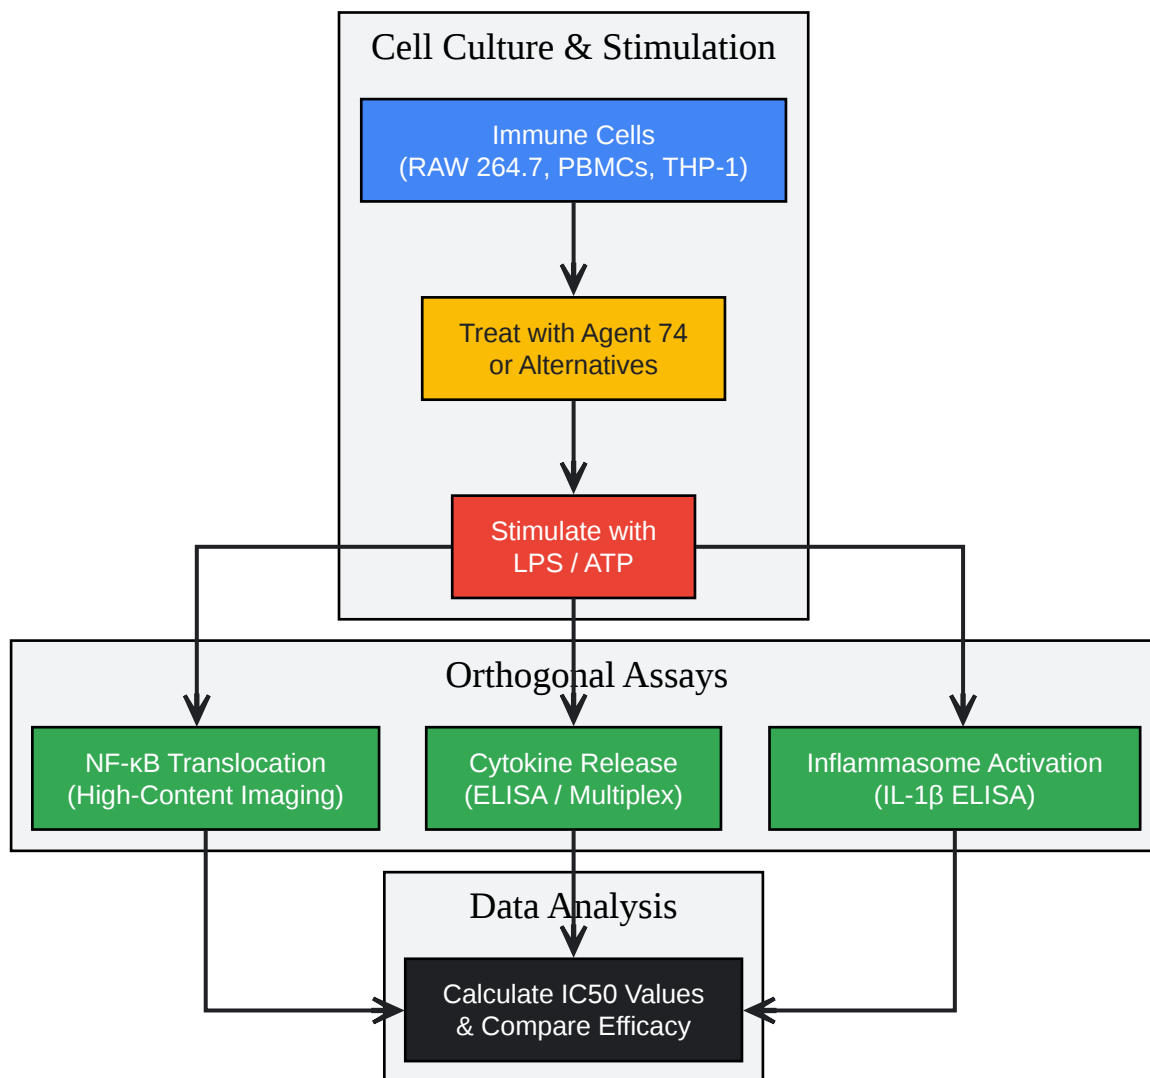 Cell Culture & Stimulation
Immune Cells
(RAW 264.7, PBMCs, THP-1)
Treat with Agent 74
or Alternatives
Stimulate with
LPS / ATP
Orthogonal Assays
NF-κB Translocation
(High-Content Imaging)
Cytokine Release
(ELISA / Multiplex)
Inflammasome Activation
(IL-1β ELISA)
Data Analysis
Calculate IC50 Values
& Compare Efficacy